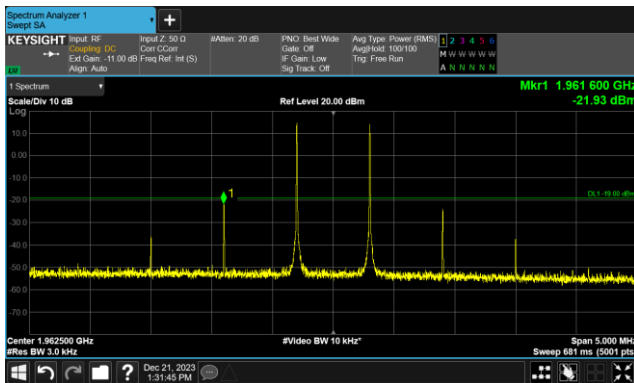 Spectrum Analyzer 1
Swept SA
+
KEYSIGHT Input: RF Input Z: 50 Ω #Atten: 20 dB PNO: Best Wide Avg Type: Power (RMS) 1 2 3 4 5 6
Coupling: DC Corr CCorr Gate: Off Avg|Hold: 100/100 M W W W W W
Ext Gain: -11.00 dB Freq Ref: Int (S) IF Gain: Low Trig: Free Run
Align: Auto Sig Track: Off A N N N N N
1 Spectrum Mkr1 1.961 600 GHz
Scale/Div 10 dB Ref Level 20.00 dBm -21.93 dBm
Log
10.0
0.00
1
DL1 -19.00 dBm
-10.0
-20.0
-30.0
-40.0
-50.0
-60.0
-70.0
Center 1.962500 GHz #Video BW 10 kHz* Span 5.000 MHz
#Res BW 3.0 kHz Sweep 681 ms (5001 pts)
? Dec 21, 2023
1:31:45 PM